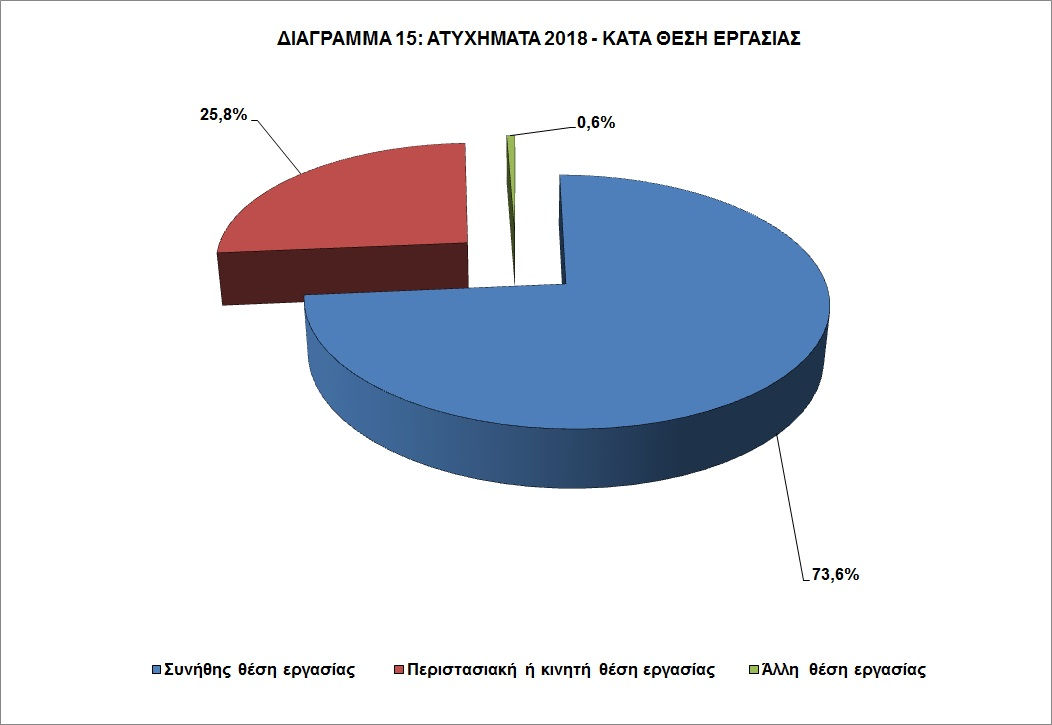 ΔΙΑΓΡΑΜΜΑ 15: ΑΤΥΧΗΜΑΤΑ 2018 - ΚΑΤΑ ΘΕΣΗ ΕΡΓΑΣΙΑΣ
25,8%
0,6%
73,6%
Συνήθης θέση εργασίας Περιστασιακή ή κινητή θέση εργασίας Άλλη θέση εργασίας